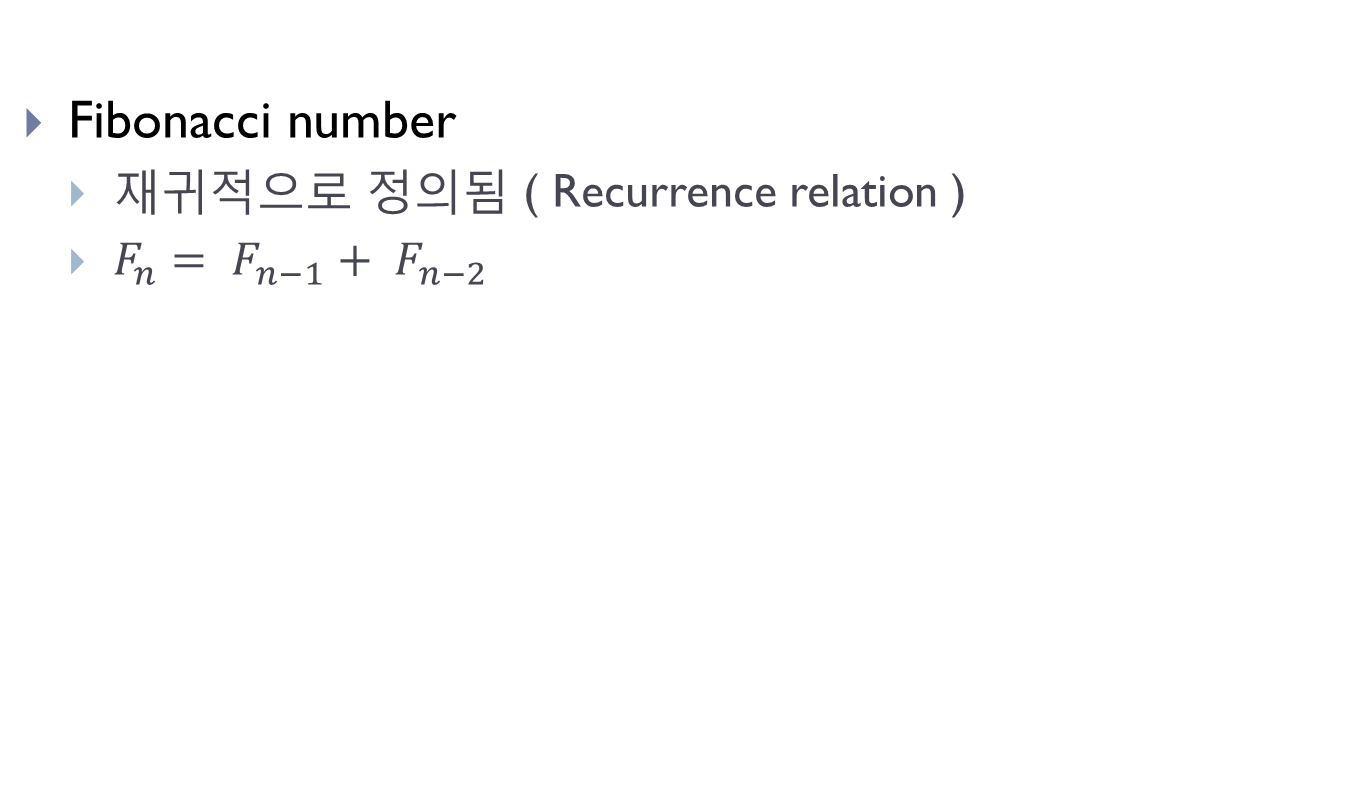 Fibonacci number
재귀적으로 정의됨 ( Recurrence relation )
Fₙ = Fₙ₋₁ + Fₙ₋₂